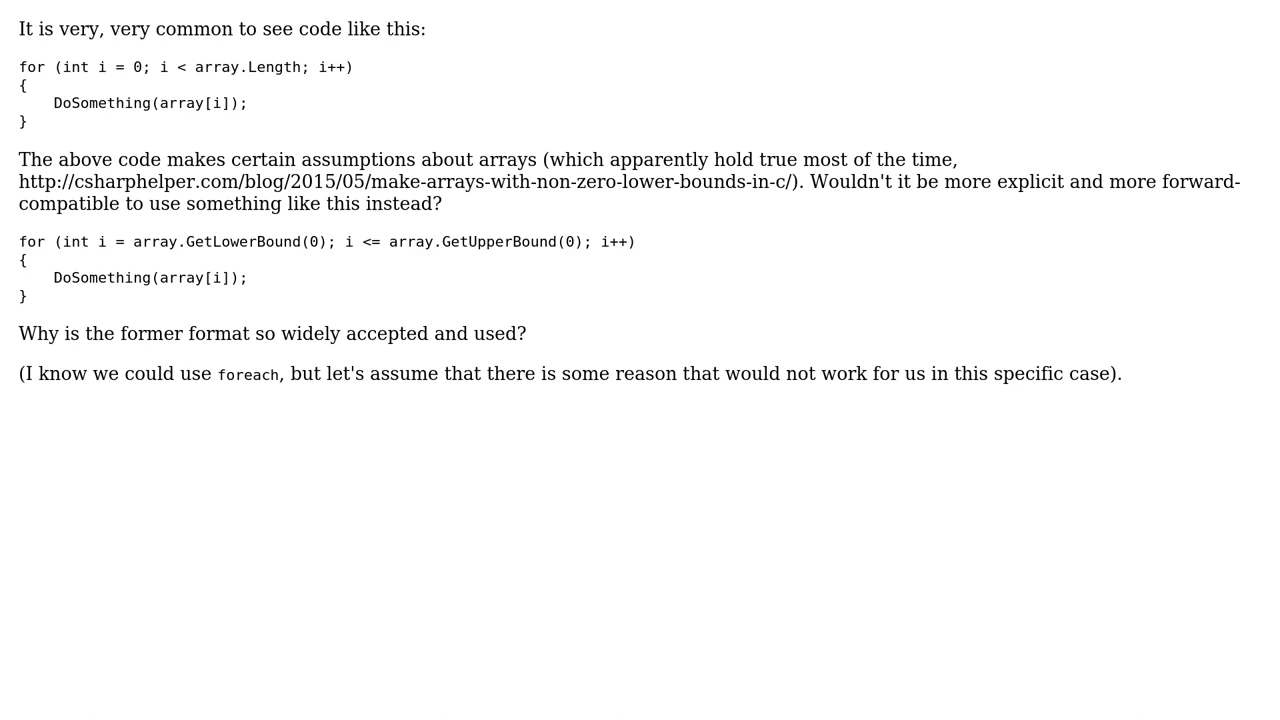 It is very, very common to see code like this:
for (int i = 0; i < array.Length; i++)
{
    DoSomething(array[i]);
}
The above code makes certain assumptions about arrays (which apparently hold true most of the time,
http://csharphelper.com/blog/2015/05/make-arrays-with-non-zero-lower-bounds-in-c/). Wouldn't it be more explicit and more forward-
compatible to use something like this instead?
for (int i = array.GetLowerBound(0); i <= array.GetUpperBound(0); i++)
{
    DoSomething(array[i]);
}
Why is the former format so widely accepted and used?
(I know we could use foreach, but let's assume that there is some reason that would not work for us in this specific case).